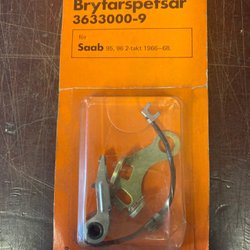 Brytarspetsar
3633000-9
för
Saab 95, 96 2-takt 1966-68.